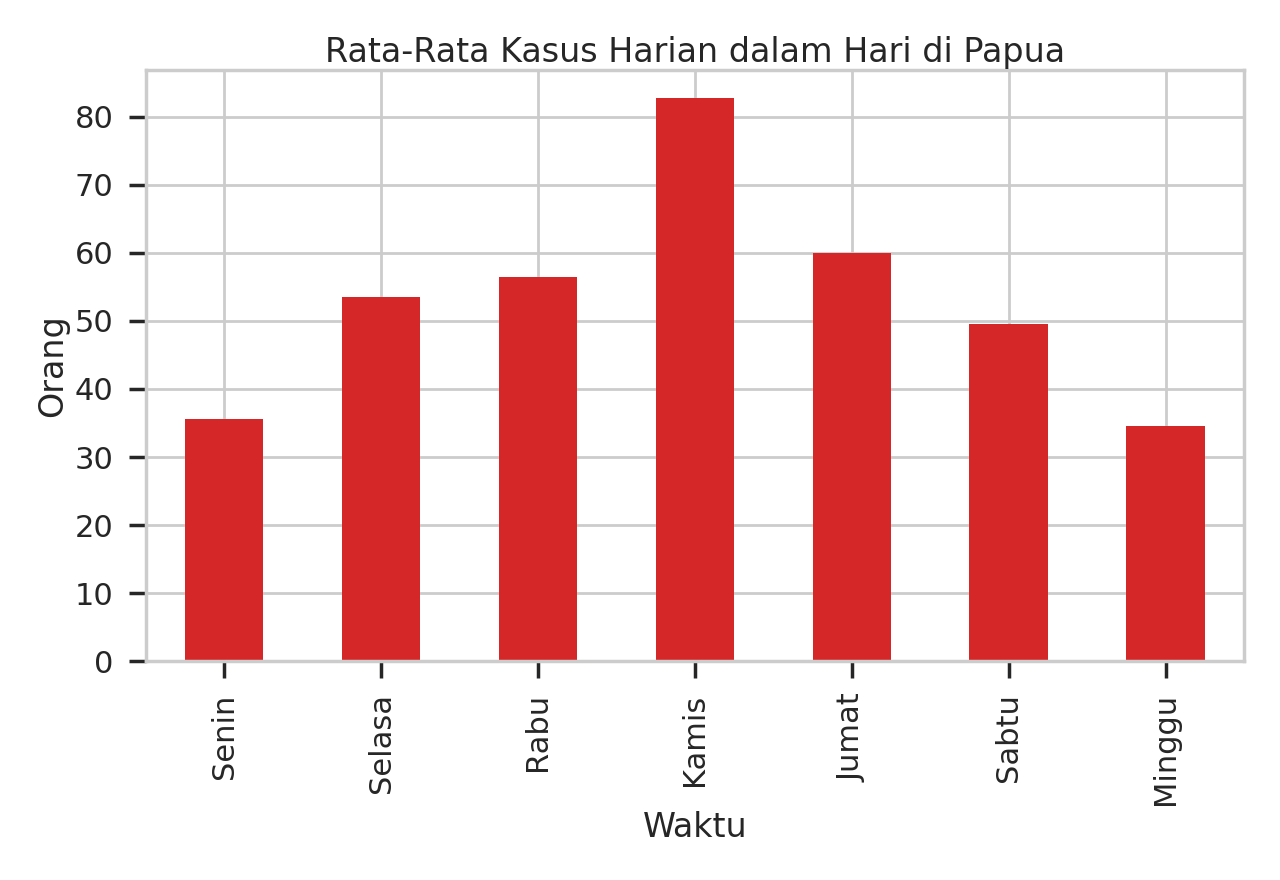 Rata-Rata Kasus Harian dalam Hari di Papua
Orang
80
70
60
50
40
30
20
10
0
Senin
Selasa
Rabu
Kamis
Jumat
Sabtu
Minggu
Waktu